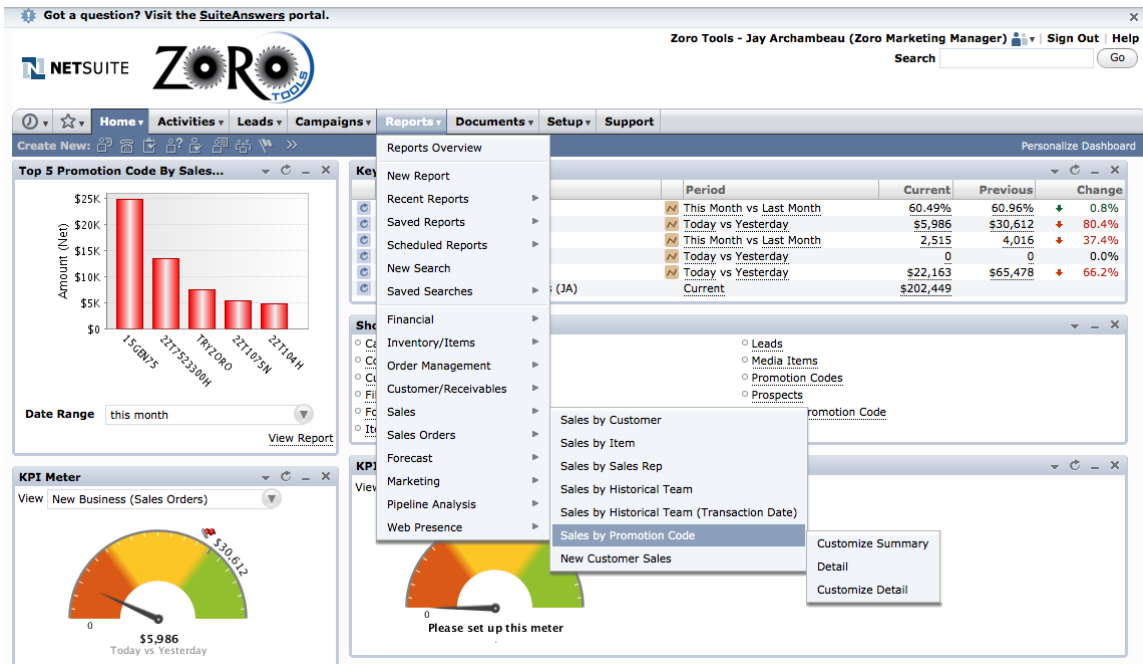 Got a question? Visit the SuiteAnswers portal.
Zoro Tools - Jay Archambeau (Zoro Marketing Manager) Sign Out Help
NETSUITE ZORO TOOLS
Search Go
Home Activities Leads Campaigns Reports Documents Setup Support
Create New: Personalize Dashboard
Top 5 Promotion Code By Sales...
Amount (Net)
$25K
$20K
$15K
$10K
$5K
$0
15GEN75 2ZT7523300H TRYZORO 2ZT1075N 2ZT104H
Date Range this month
View Report
KPI Meter
View New Business (Sales Orders)
0 $30,612
$5,986
Today vs Yesterday
Reports Overview
New Report
Recent Reports
Saved Reports
Scheduled Reports
New Search
Saved Searches
Financial
Inventory/Items
Order Management
Customer/Receivables
Sales
Sales Orders
Forecast
Marketing
Pipeline Analysis
Web Presence
Sales by Customer
Sales by Item
Sales by Sales Rep
Sales by Historical Team
Sales by Historical Team (Transaction Date)
Sales by Promotion Code
New Customer Sales
Customize Summary
Detail
Customize Detail
Period Current Previous Change
This Month vs Last Month 60.49% 60.96% 0.8%
Today vs Yesterday $5,986 $30,612 80.4%
This Month vs Last Month 2,515 4,016 37.4%
Today vs Yesterday 0 0 0.0%
Today vs Yesterday $22,163 $65,478 66.2%
(JA) Current $202,449
Leads
Media Items
Promotion Codes
Prospects
Promotion Code
KPI
0
Please set up this meter